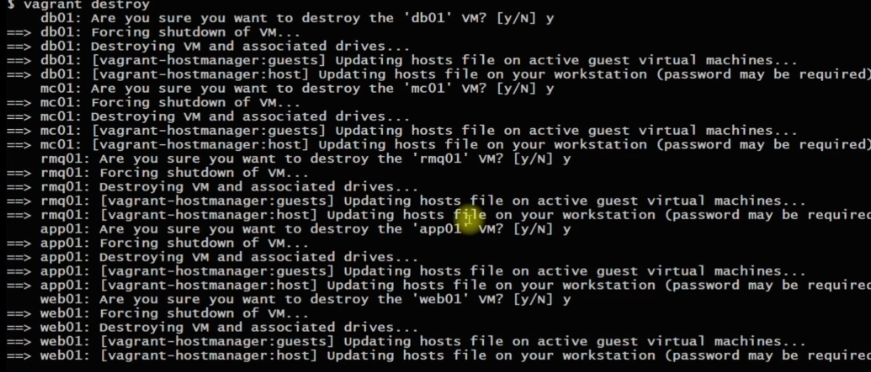 $ vagrant destroy
db01: Are you sure you want to destroy the 'db01' VM? [y/N] y
==> db01: Forcing shutdown of VM...
==> db01: Destroying VM and associated drives...
==> db01: [vagrant-hostmanager:guests] Updating hosts file on active guest virtual machines...
==> db01: [vagrant-hostmanager:host] Updating hosts file on your workstation (password may be required)
mc01: Are you sure you want to destroy the 'mc01' VM? [y/N] y
==> mc01: Forcing shutdown of VM...
==> mc01: Destroying VM and associated drives...
==> mc01: [vagrant-hostmanager:guests] Updating hosts file on active guest virtual machines...
==> mc01: [vagrant-hostmanager:host] Updating hosts file on your workstation (password may be required)
rmq01: Are you sure you want to destroy the 'rmq01' VM? [y/N] y
==> rmq01: Forcing shutdown of VM...
==> rmq01: Destroying VM and associated drives...
==> rmq01: [vagrant-hostmanager:guests] Updating hosts file on active guest virtual machines...
==> rmq01: [vagrant-hostmanager:host] Updating hosts file on your workstation (password may be required
app01: Are you sure you want to destroy the 'app01' VM? [y/N] y
==> app01: Forcing shutdown of VM...
==> app01: Destroying VM and associated drives...
==> app01: [vagrant-hostmanager:guests] Updating hosts file on active guest virtual machines...
==> app01: [vagrant-hostmanager:host] Updating hosts file on your workstation (password may be required
web01: Are you sure you want to destroy the 'web01' VM? [y/N] y
==> web01: Forcing shutdown of VM...
==> web01: Destroying VM and associated drives...
==> web01: [vagrant-hostmanager:guests] Updating hosts file on active guest virtual machines...
==> web01: [vagrant-hostmanager:host] Updating hosts file on your workstation (password may be required